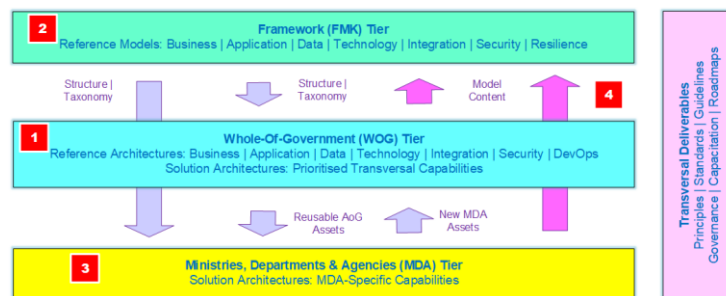 2
Framework (FMK) Tier
Reference Models: Business | Application | Data | Technology | Integration | Security | Resilience
Structure |
Taxonomy
Structure |
Taxonomy
Model
Content
4
1
Whole-Of-Government (WOG) Tier
Reference Architectures: Business | Application | Data | Technology | Integration | Security | DevOps
Solution Architectures: Prioritised Transversal Capabilities
Reusable AoG
Assets
New MDA
Assets
3
Ministries, Departments & Agencies (MDA) Tier
Solution Architectures: MDA-Specific Capabilities
Transversal Deliverables
Principles | Standards | Guidelines
Governance | Capacitation | Roadmaps